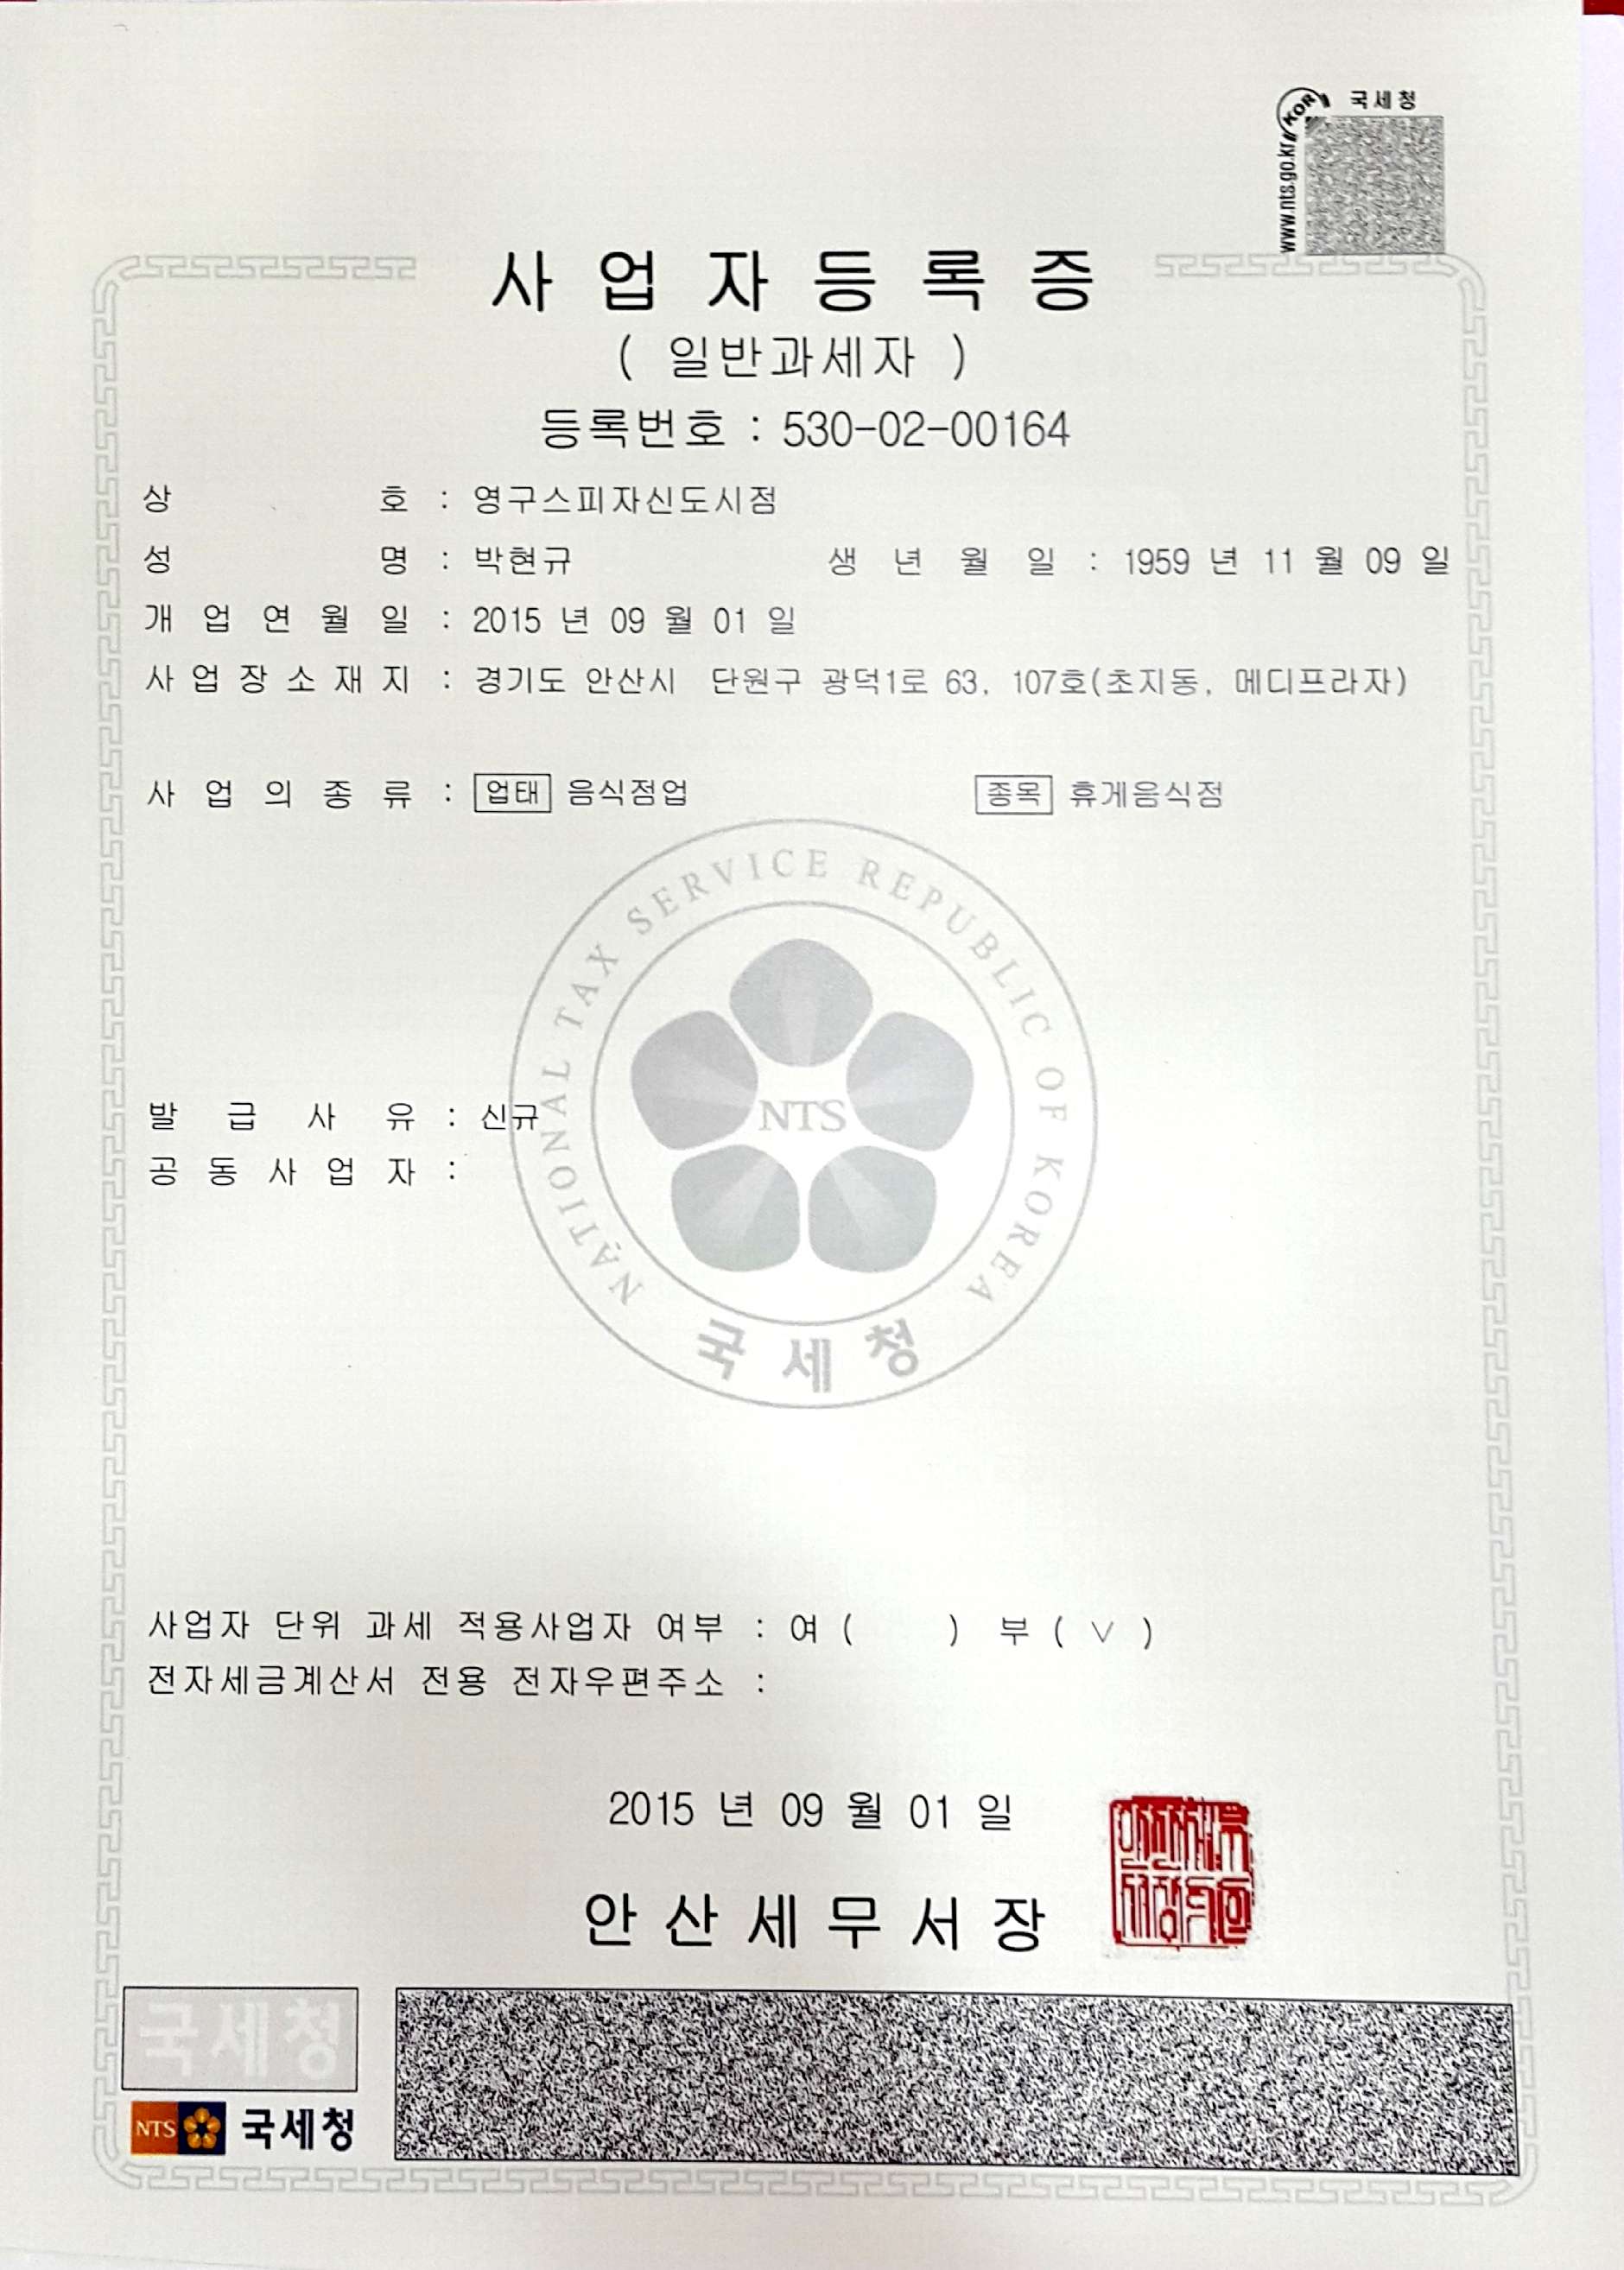 국세청
KOR
www.nts.go.kr
사업자등록증
( 일반과세자 )
등록번호 : 530-02-00164
상 호 : 영구스피자신도시점
성 명 : 박현규 생 년 월 일 : 1959 년 11 월 09 일
개 업 연 월 일 : 2015 년 09 월 01 일
사 업 장 소 재 지 : 경기도 안산시 단원구 광덕1로 63, 107호(초지동, 메디프라자)
사 업 의 종 류 : 업태 음식점업 종목 휴게음식점
NATIONAL TAX SERVICE REPUBLIC OF KOREA
NTS
국세청
발 급 사 유 : 신규
공 동 사 업 자 :
사업자 단위 과세 적용사업자 여부 : 여 ( ) 부 ( ∨ )
전자세금계산서 전용 전자우편주소 :
2015 년 09 월 01 일
안산세무서장
국세청
NTS 국세청